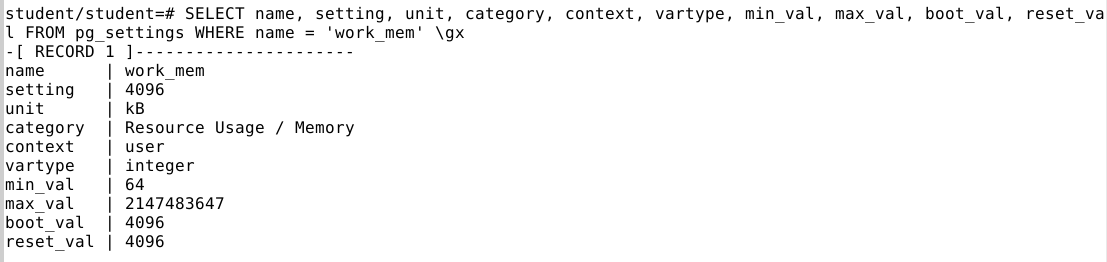 student/student=# SELECT name, setting, unit, category, context, vartype, min_val, max_val, boot_val, reset_va
l FROM pg_settings WHERE name = 'work_mem' \gx
-[ RECORD 1 ]----------------------
name      | work_mem
setting   | 4096
unit      | kB
category  | Resource Usage / Memory
context   | user
vartype   | integer
min_val   | 64
max_val   | 2147483647
boot_val  | 4096
reset_val | 4096